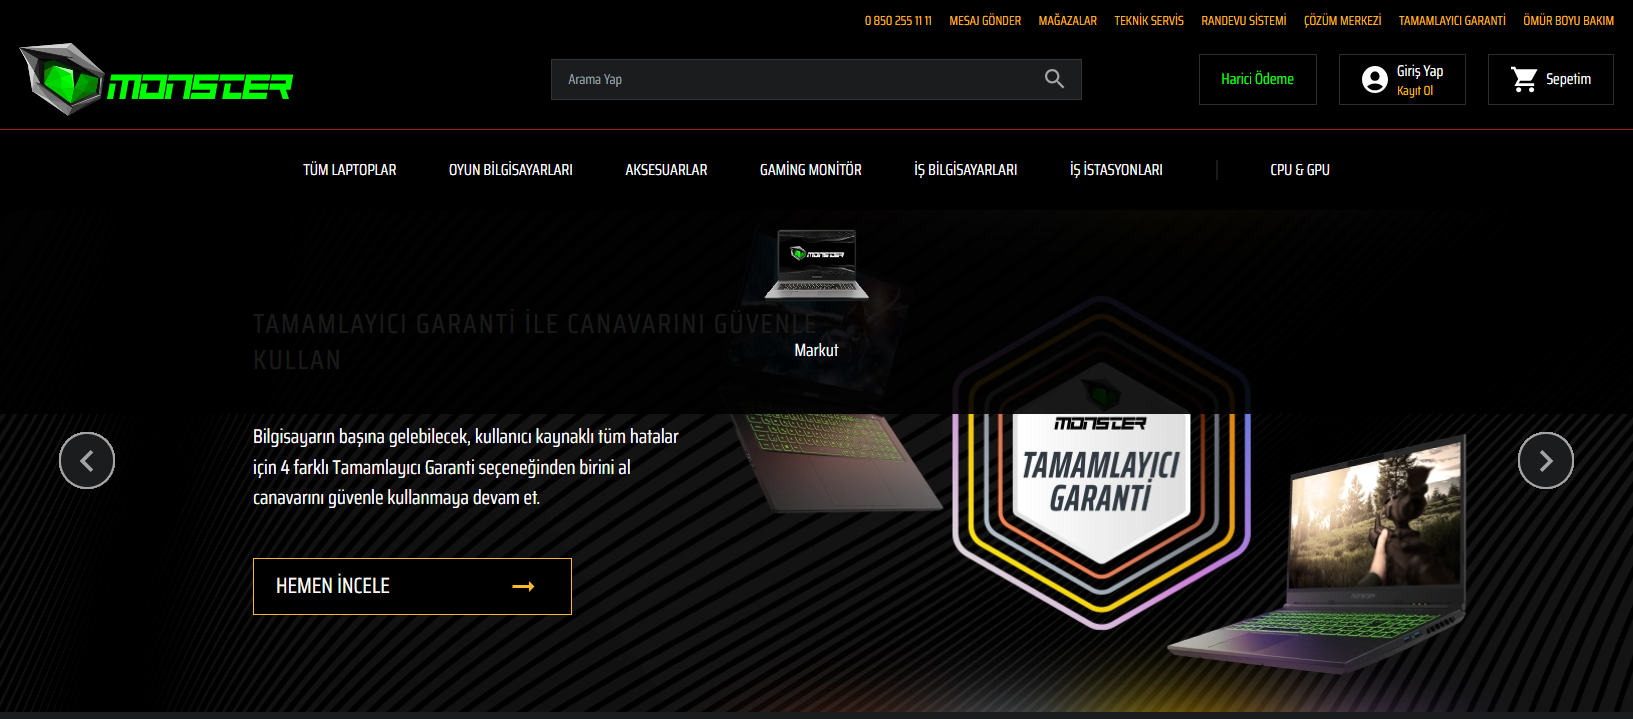 0 850 255 11 11 MESAJ GÖNDER MAĞAZALAR TEKNİK SERVİS RANDEVU SİSTEMİ ÇÖZÜM MERKEZİ TAMAMLAYICI GARANTİ ÖMÜR BOYU BAKIM
MONSTER
Arama Yap
Harici Ödeme
Giriş Yap
Kayıt Ol
Sepetim
TÜM LAPTOPLAR OYUN BİLGİSAYARLARI AKSESUARLAR GAMİNG MONİTÖR İŞ BİLGİSAYARLARI İŞ İSTASYONLARI CPU & GPU
MONSTER
Markut
TAMAMLAYICI GARANTİ İLE CANAVARINI GÜVENLE
KULLAN
Bilgisayarın başına gelebilecek, kullanıcı kaynaklı tüm hatalar
için 4 farklı Tamamlayıcı Garanti seçeneğinden birini al
canavarını güvenle kullanmaya devam et.
HEMEN İNCELE
MONSTER
TAMAMLAYICI
GARANTİ